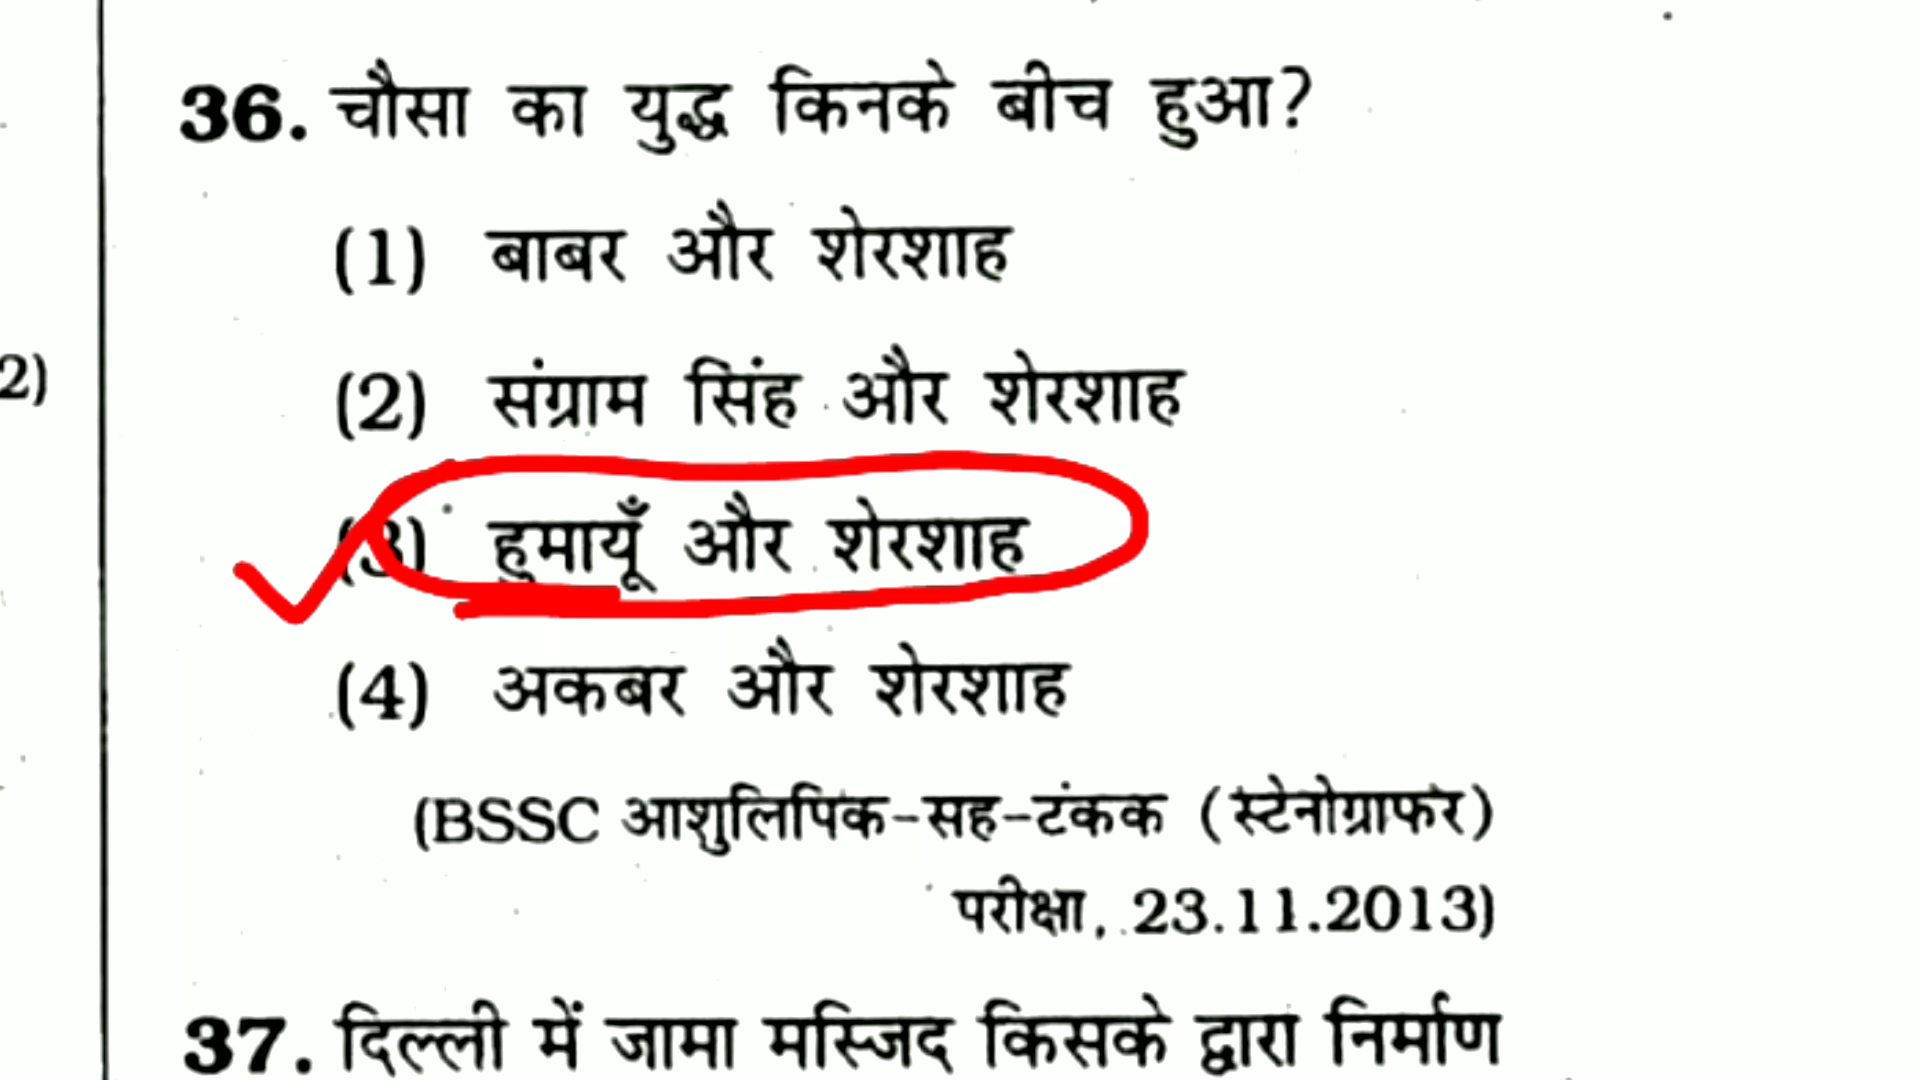 36. चौसा का युद्ध किनके बीच हुआ?
(1) बाबर और शेरशाह
(2) संग्राम सिंह और शेरशाह
2)
(3) हुमायूँ और शेरशाह
(4) अकबर और शेरशाह
(BSSC आशुलिपिक-सह-टंकक (स्टेनोग्राफर)
परीक्षा, 23.11.2013)
37. दिल्ली में जामा मस्जिद किसके द्वारा निर्माण